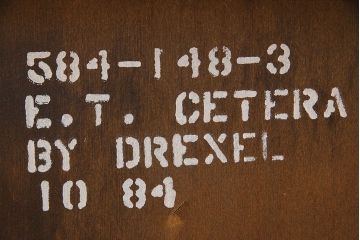 584-148-3
E.T. CETERA
BY DREXEL
10 84